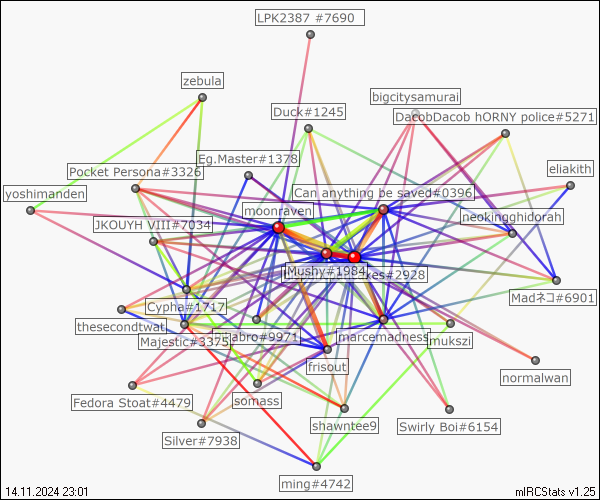 LPK2387 #7690
zebula
bigcitysamurai
Duck#1245
DacobDacob hORNY police#5271
Eg.Master#1378
Pocket Persona#3326
eliakith
yoshimanden
Can anything be saved#0396
moonraven
neokingghidorah
JKOUYH VIII#7034
Mushy#1984
akes#2928
Madネコ#6901
Cypha#1717
thesecondtwat
Majestic#3375
abro#9971
marcemadness
mukszi
frisout
normalwan
Fedora Stoat#4479
somass
shawntee9
Swirly Boi#6154
Silver#7938
ming#4742
14.11.2024 23:01
mIRCStats v1.25